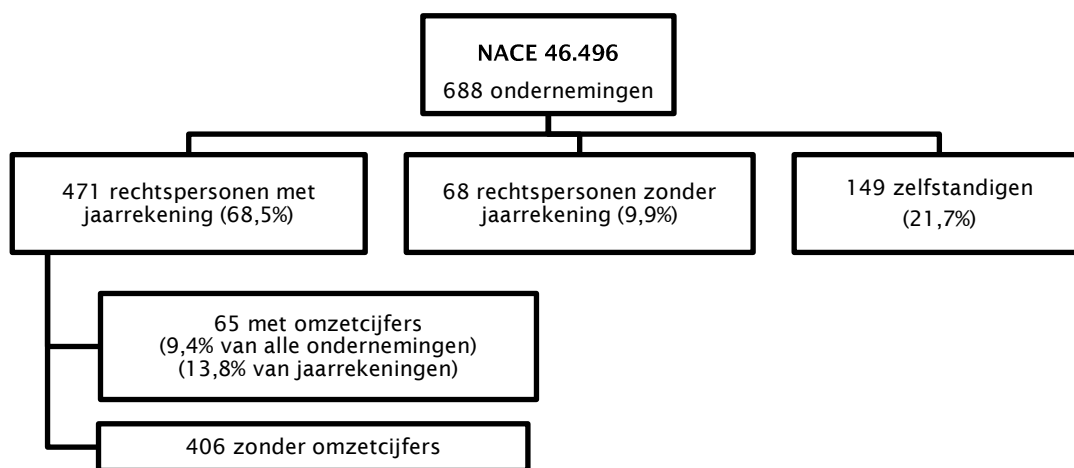 NACE 46.496
688 ondernemingen
471 rechtspersonen met
jaarrekening (68,5%)
68 rechtspersonen zonder
jaarrekening (9,9%)
149 zelfstandigen
(21,7%)
65 met omzetcijfers
(9,4% van alle ondernemingen)
(13,8% van jaarrekeningen)
406 zonder omzetcijfers